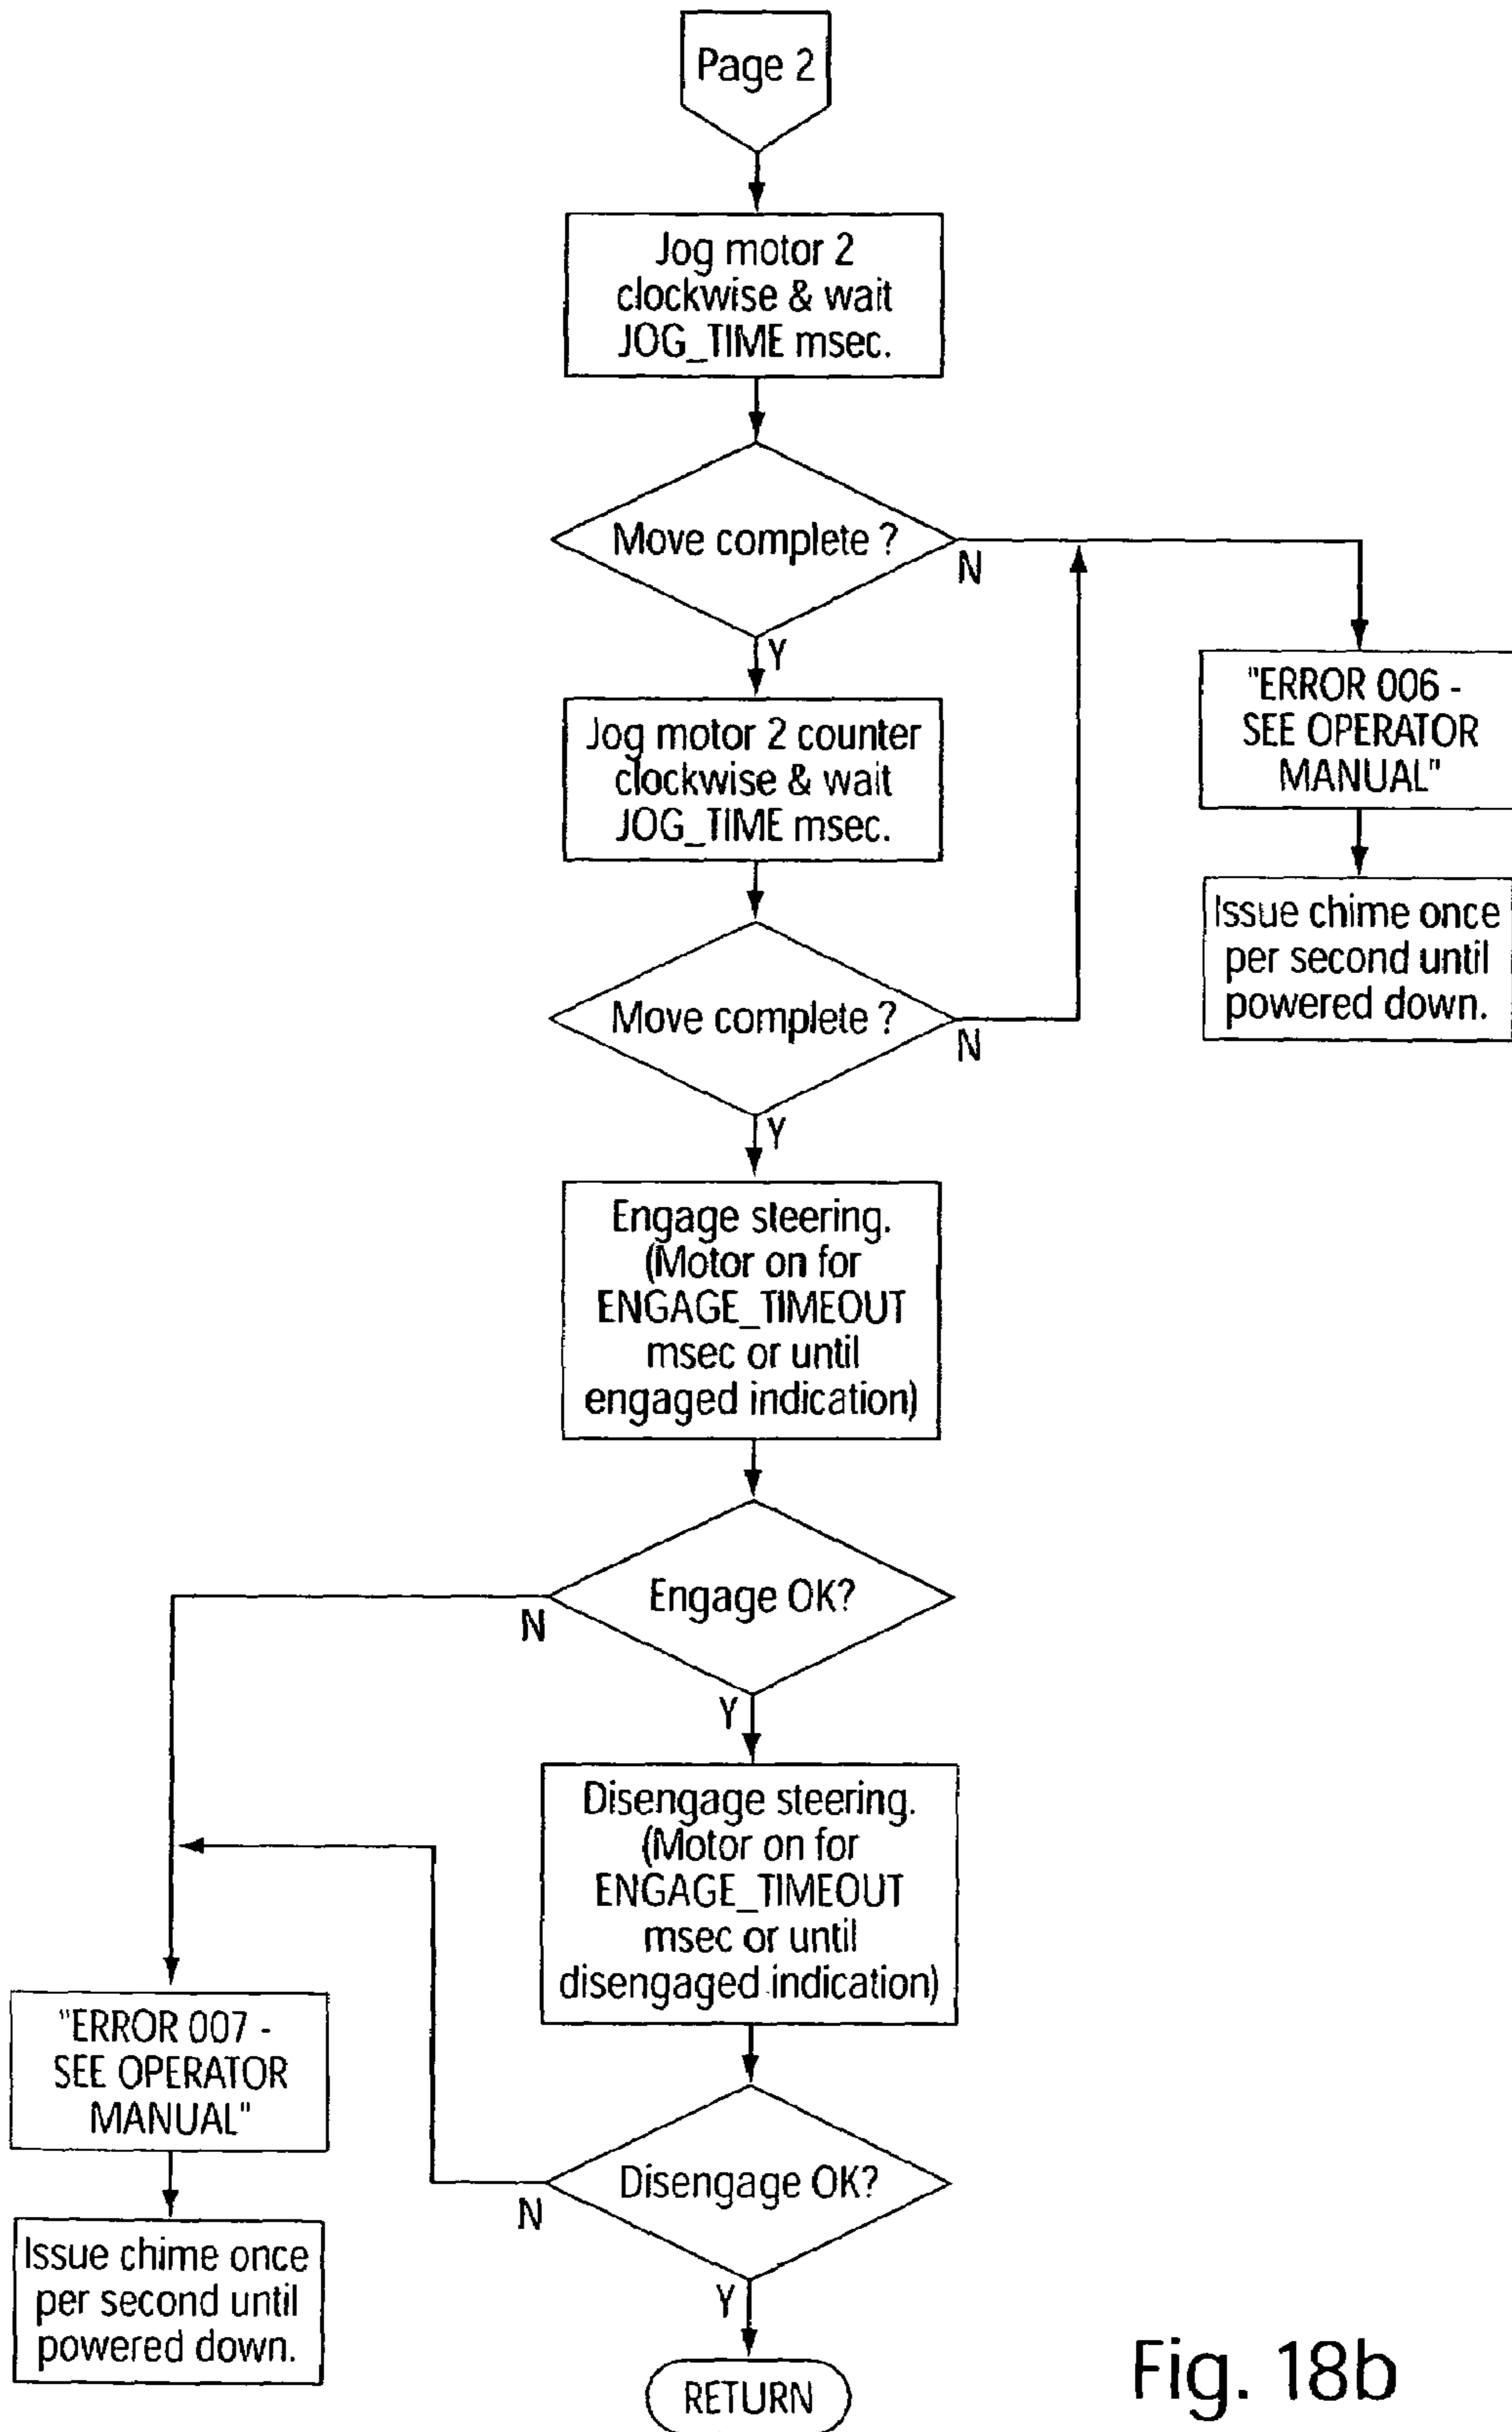 Page 2
Jog motor 2
clockwise & wait
JOG_TIME msec.
Move complete ?
N
Y
"ERROR 006 -
SEE OPERATOR
MANUAL"
Jog motor 2 counter
clockwise & wait
JOG_TIME msec.
Issue chime once
per second until
powered down.
Move complete ?
N
Y
Engage steering.
(Motor on for
ENGAGE_TIMEOUT
msec or until
engaged indication)
Engage OK?
N
Y
Disengage steering.
(Motor on for
ENGAGE_TIMEOUT
msec or until
disengaged indication)
"ERROR 007 -
SEE OPERATOR
MANUAL"
Disengage OK?
N
Y
Issue chime once
per second until
powered down.
RETURN
Fig. 18b